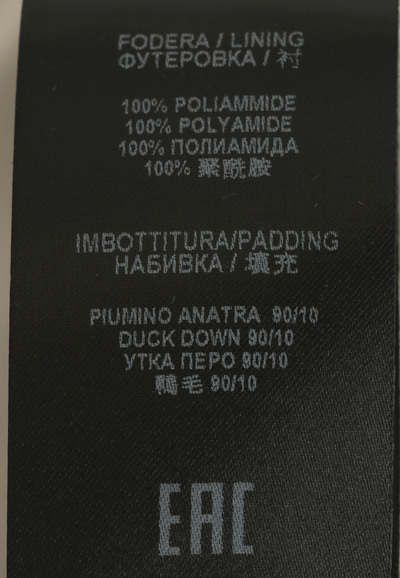 FODERA / LINING
ФУТЕРОВКА / 衬
100% POLIAMMIDE
100% POLYAMIDE
100% ПОЛИАМИДА
100% 聚酰胺
IMBOTTITURA/PADDING
НАБИВКА / 填充
PIUMINO ANATRA 90/10
DUCK DOWN 90/10
УТКА ПЕРО 90/10
鴨毛 90/10
EAC